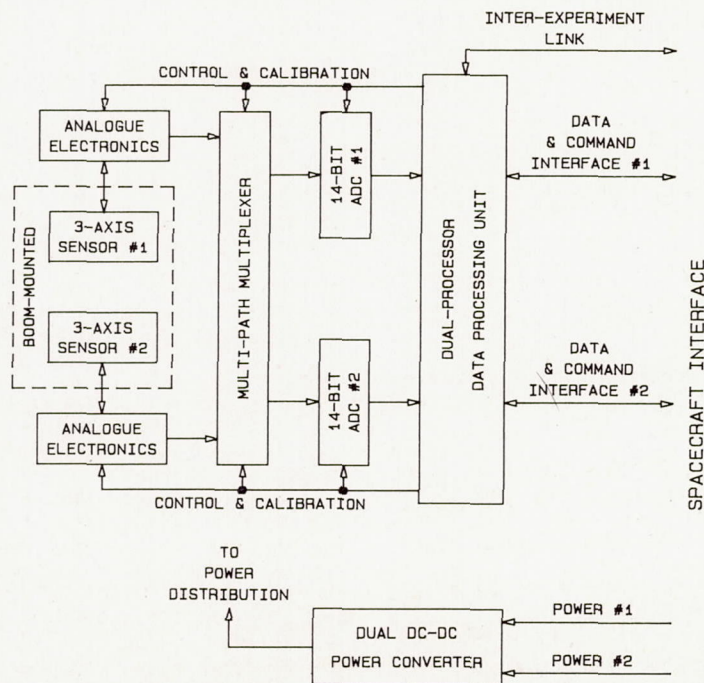 INTER-EXPERIMENT
LINK
CONTROL & CALIBRATION
ANALOGUE
ELECTRONICS
BOOM-MOUNTED
3-AXIS
SENSOR #1
3-AXIS
SENSOR #2
ANALOGUE
ELECTRONICS
MULTI-PATH MULTIPLEXER
14-BIT
ADC #1
14-BIT
ADC #2
DUAL-PROCESSOR
DATA PROCESSING UNIT
DATA
& COMMAND
INTERFACE #1
DATA
& COMMAND
INTERFACE #2
SPACECRAFT INTERFACE
CONTROL & CALIBRATION
TO
POWER
DISTRIBUTION
DUAL DC-DC
POWER CONVERTER
POWER #1
POWER #2